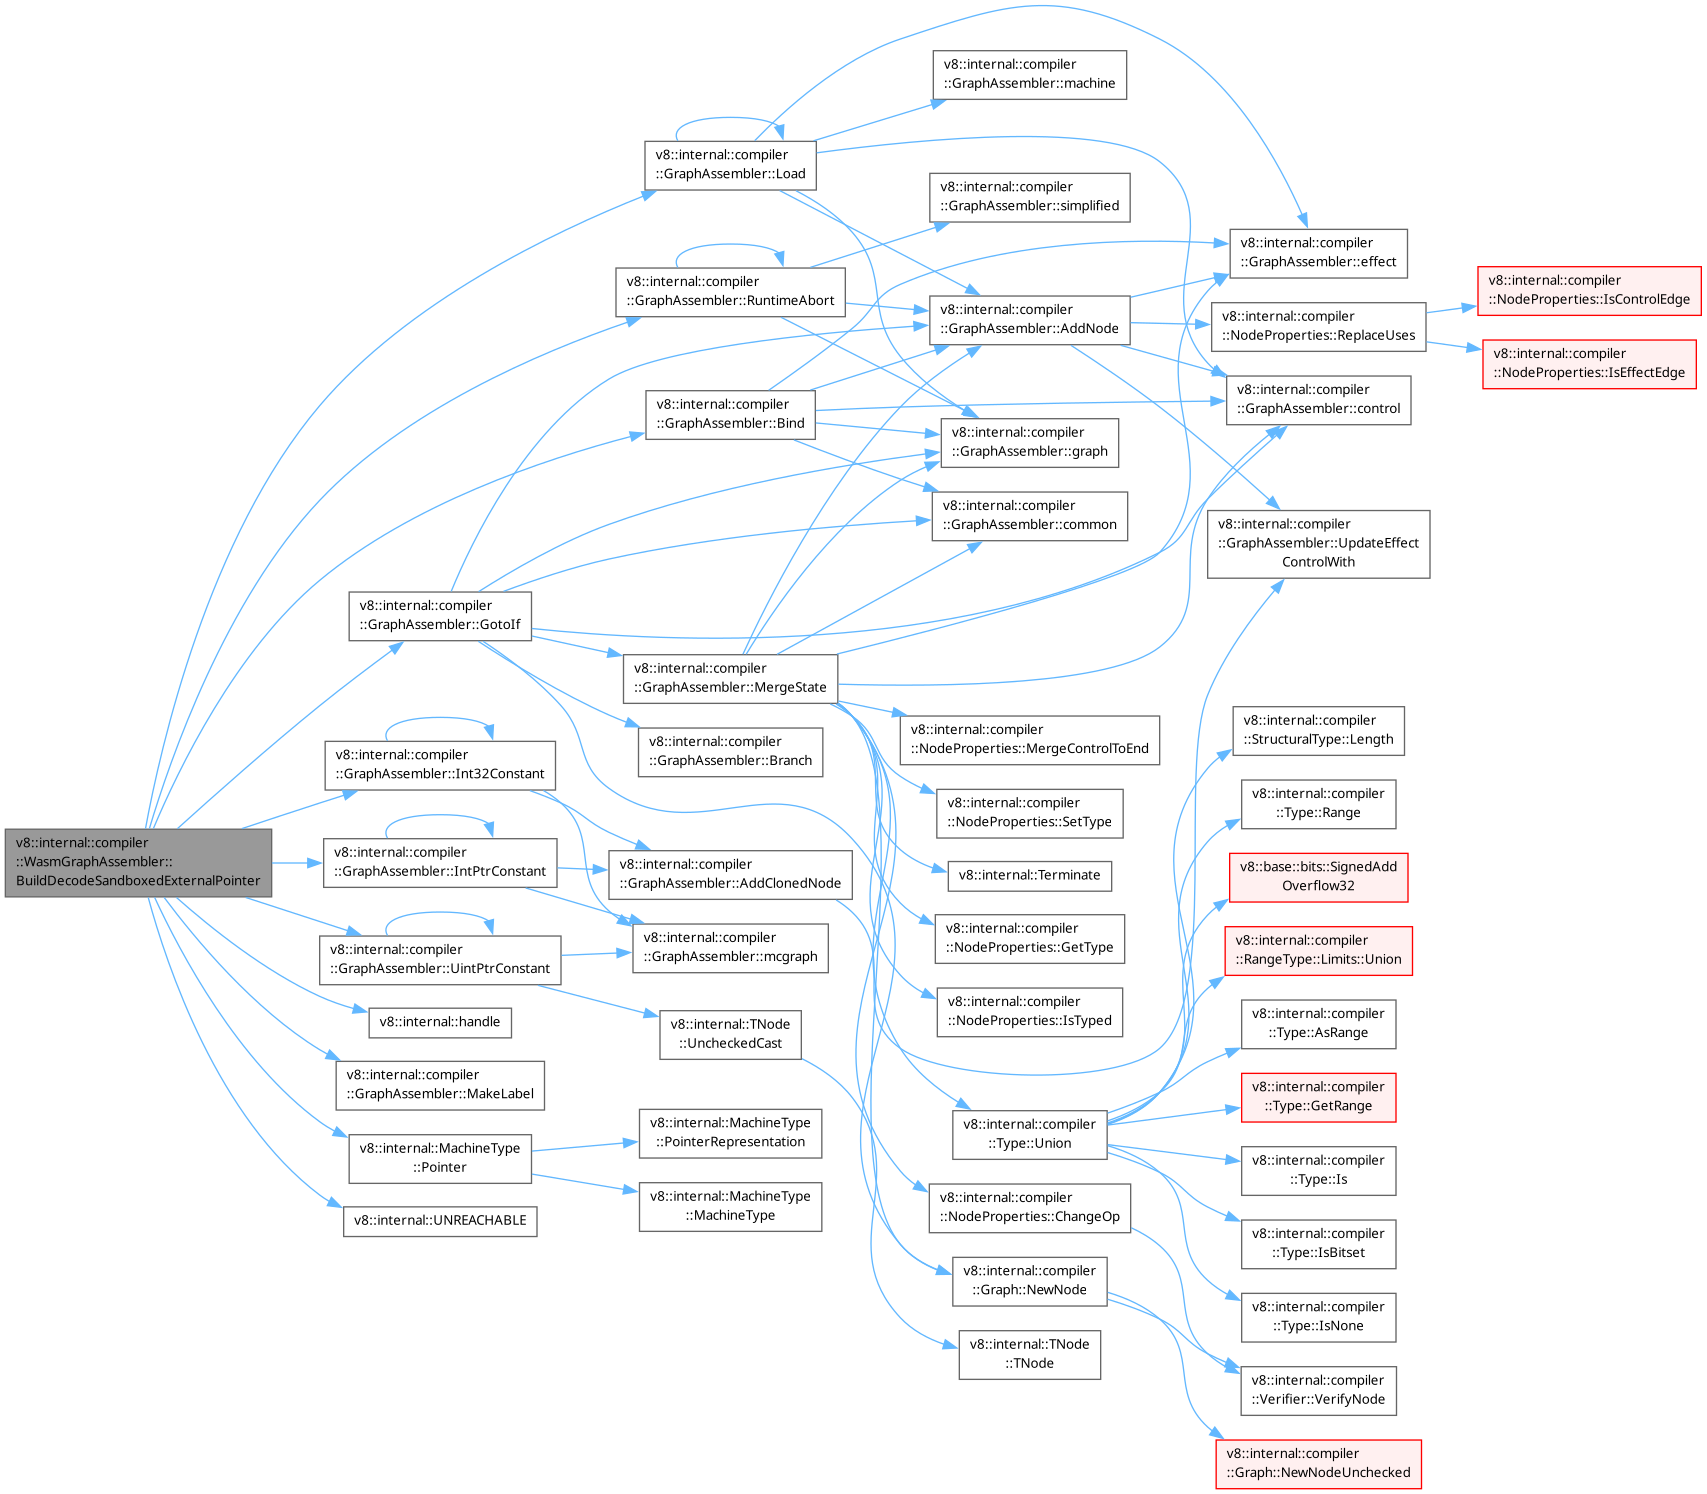 v8::internal::compiler
::WasmGraphAssembler::
BuildDecodeSandboxedExternalPointer
v8::internal::compiler
::GraphAssembler::Load
v8::internal::compiler
::GraphAssembler::RuntimeAbort
v8::internal::compiler
::GraphAssembler::Bind
v8::internal::compiler
::GraphAssembler::GotoIf
v8::internal::compiler
::GraphAssembler::MergeState
v8::internal::compiler
::GraphAssembler::Branch
v8::internal::compiler
::GraphAssembler::Int32Constant
v8::internal::compiler
::GraphAssembler::IntPtrConstant
v8::internal::compiler
::GraphAssembler::UintPtrConstant
v8::internal::handle
v8::internal::compiler
::GraphAssembler::MakeLabel
v8::internal::MachineType
::Pointer
v8::internal::UNREACHABLE
v8::internal::compiler
::GraphAssembler::AddClonedNode
v8::internal::compiler
::GraphAssembler::mcgraph
v8::internal::TNode
::UncheckedCast
v8::internal::MachineType
::PointerRepresentation
v8::internal::MachineType
::MachineType
v8::internal::compiler
::GraphAssembler::machine
v8::internal::compiler
::GraphAssembler::simplified
v8::internal::compiler
::GraphAssembler::AddNode
v8::internal::compiler
::GraphAssembler::graph
v8::internal::compiler
::GraphAssembler::common
v8::internal::compiler
::NodeProperties::MergeControlToEnd
v8::internal::compiler
::NodeProperties::SetType
v8::internal::Terminate
v8::internal::compiler
::NodeProperties::GetType
v8::internal::compiler
::NodeProperties::IsTyped
v8::internal::compiler
::Type::Union
v8::internal::compiler
::NodeProperties::ChangeOp
v8::internal::compiler
::Graph::NewNode
v8::internal::TNode
::TNode
v8::internal::compiler
::GraphAssembler::effect
v8::internal::compiler
::NodeProperties::ReplaceUses
v8::internal::compiler
::GraphAssembler::control
v8::internal::compiler
::GraphAssembler::UpdateEffect
ControlWith
v8::internal::compiler
::StructuralType::Length
v8::internal::compiler
::Type::Range
v8::base::bits::SignedAdd
Overflow32
v8::internal::compiler
::RangeType::Limits::Union
v8::internal::compiler
::Type::AsRange
v8::internal::compiler
::Type::GetRange
v8::internal::compiler
::Type::Is
v8::internal::compiler
::Type::IsBitset
v8::internal::compiler
::Type::IsNone
v8::internal::compiler
::Verifier::VerifyNode
v8::internal::compiler
::Graph::NewNodeUnchecked
v8::internal::compiler
::NodeProperties::IsControlEdge
v8::internal::compiler
::NodeProperties::IsEffectEdge